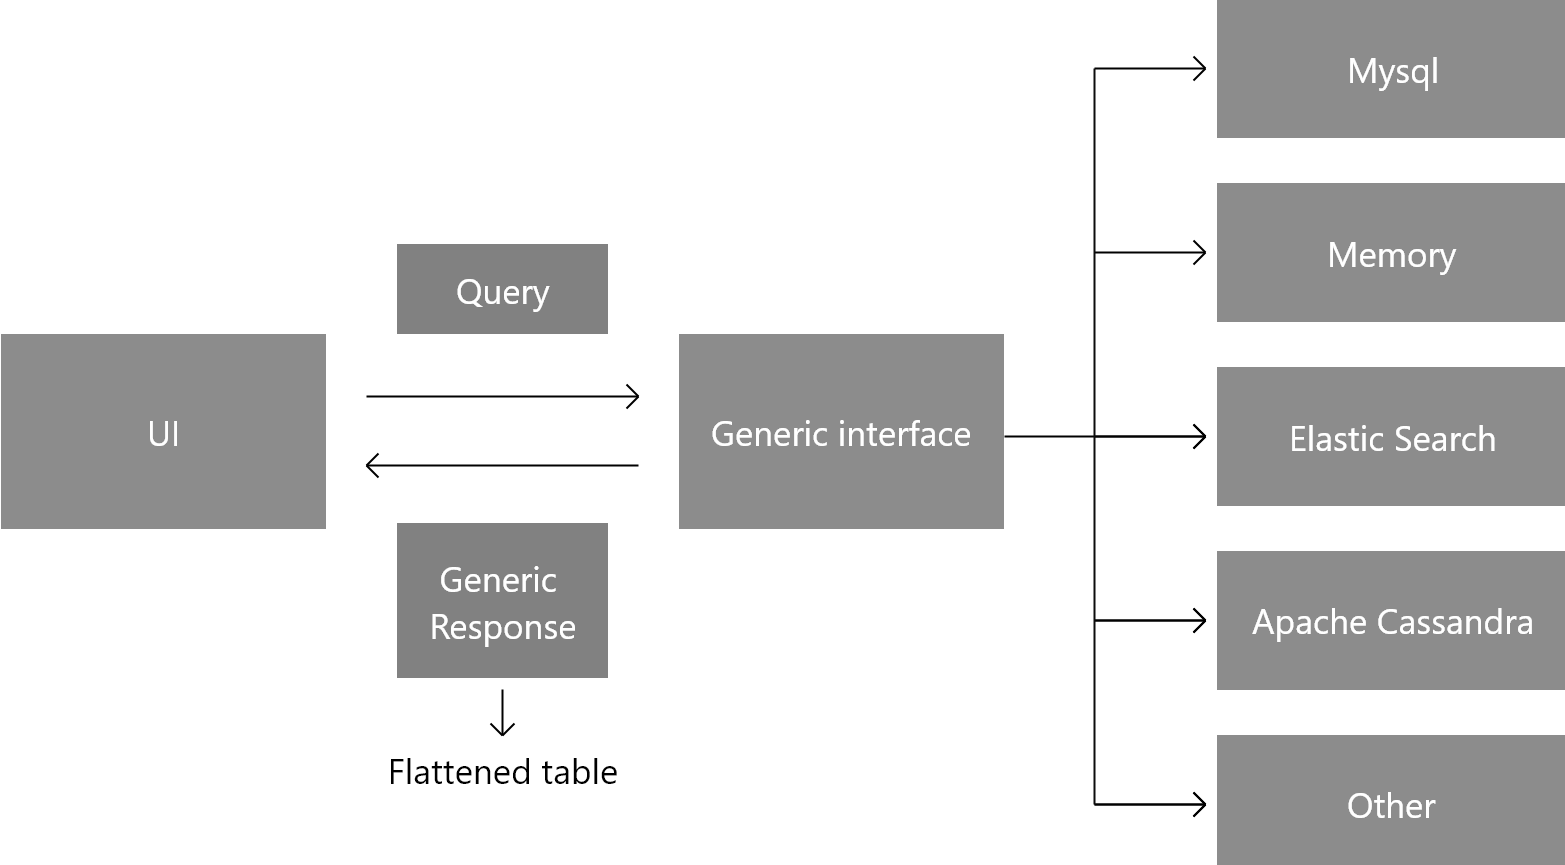 Mysql
Memory
Query
UI
Generic interface
Elastic Search
Generic
Response
Apache Cassandra
Flattened table
Other